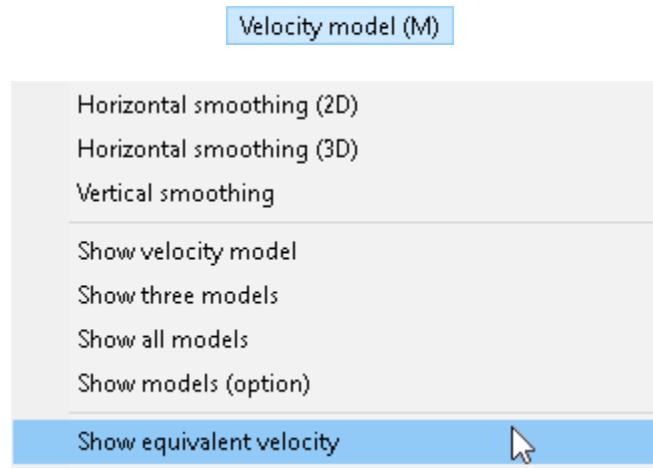 Velocity model (M)
Horizontal smoothing (2D)
Horizontal smoothing (3D)
Vertical smoothing
Show velocity model
Show three models
Show all models
Show models (option)
Show equivalent velocity